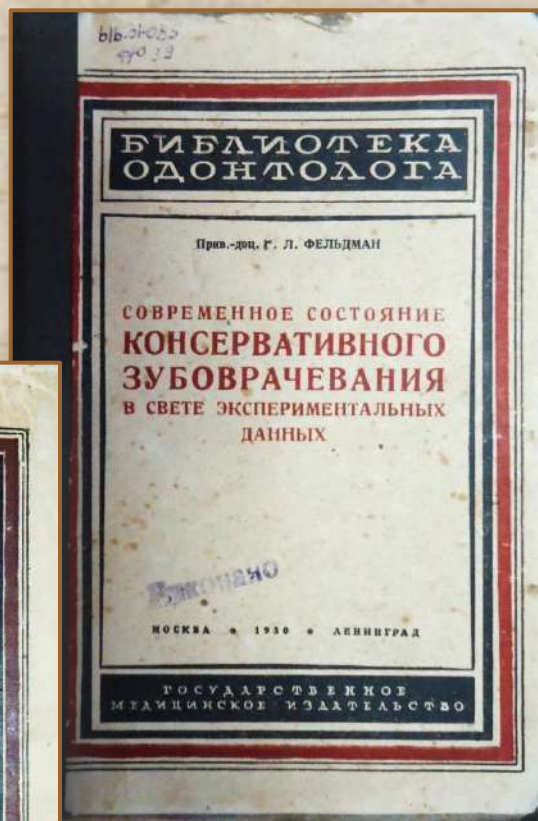 БИБЛИОТЕКА
ОДОНТОЛОГА
Прив.-доц. Г. Л. ФЕЛЬДМАН
СОВРЕМЕННОЕ СОСТОЯНИЕ
КОНСЕРВАТИВНОГО
ЗУБОВРАЧЕВАНИЯ
В СВЕТЕ ЭКСПЕРИМЕНТАЛЬНЫХ
ДАННЫХ
МОСКВА • 1930 • ЛЕНИНГРАД
ГОСУДАРСТВЕННОЕ
МЕДИЦИНСКОЕ ИЗДАТЕЛЬСТВО